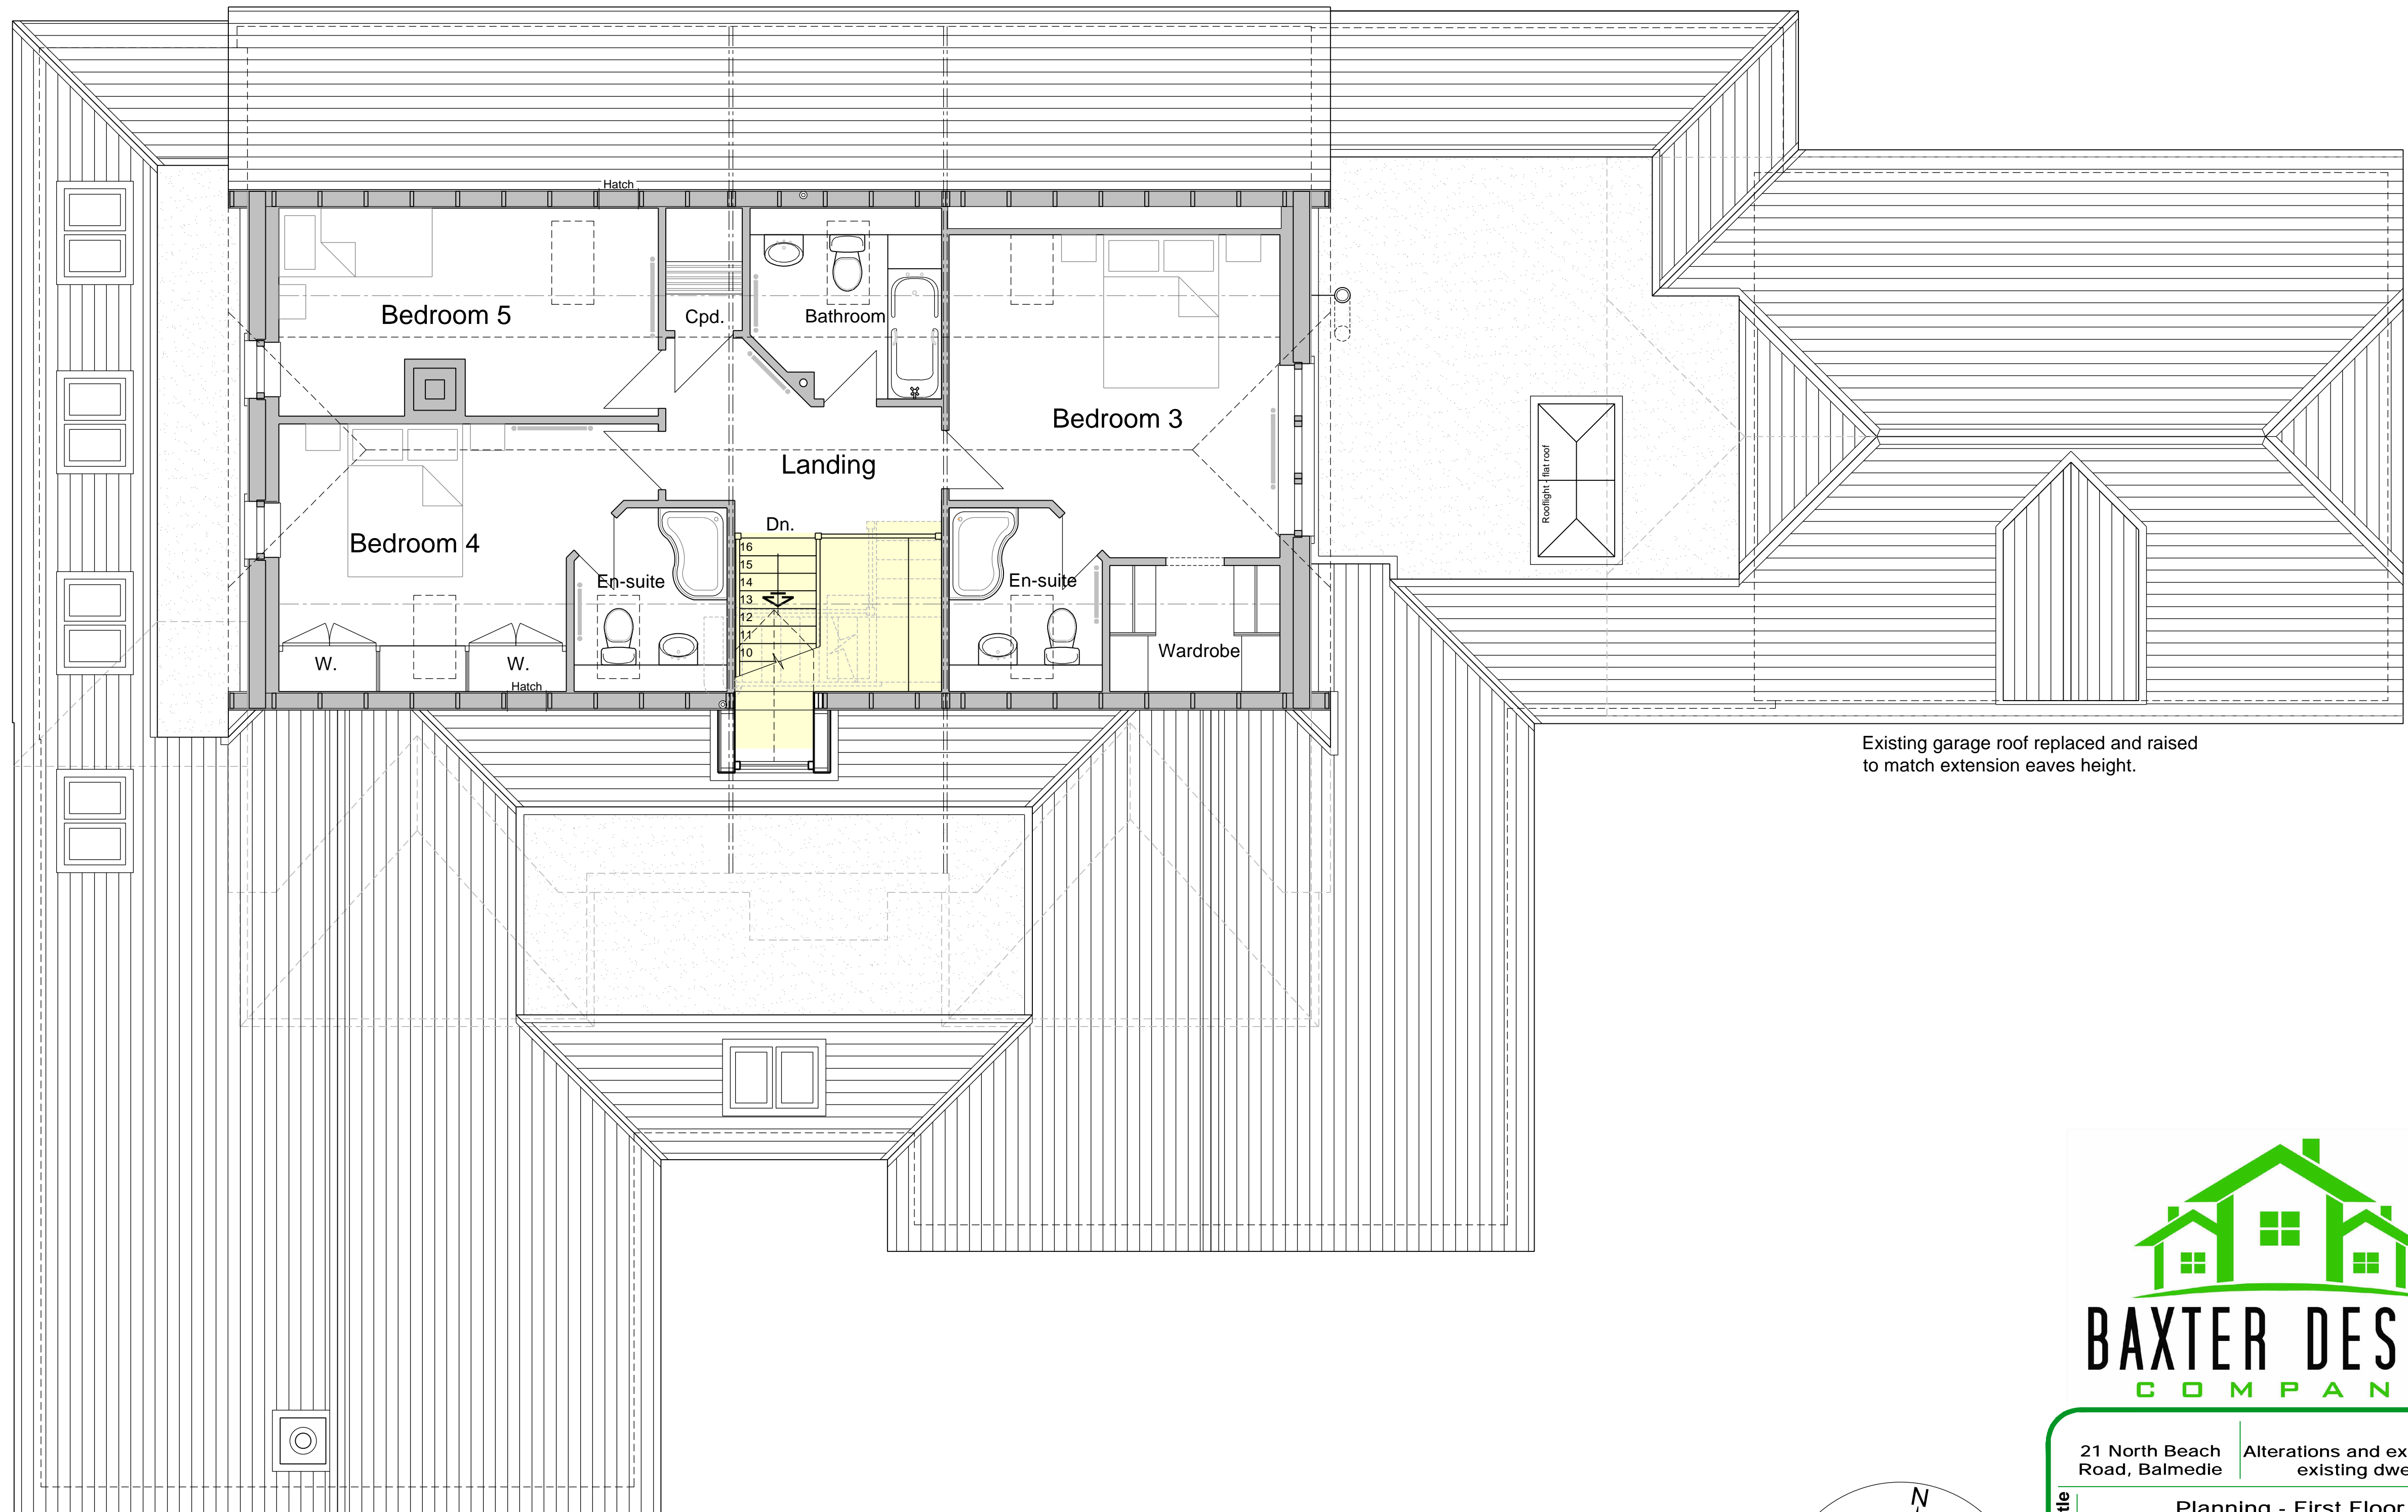 Hatch
Bedroom 5
Cpd.
Bathroom
Bedroom 3
Landing
Bedroom 4
Dn.
16
15
14
13
12
11
10
En-suite
En-suite
W.
W.
Wardrobe
Hatch
Rooflight - flat roof
Existing garage roof replaced and raised
to match extension eaves height.
BAXTER DES
COMPAN
21 North Beach
Road, Balmedie
Alterations and ex
existing dwe
tle
Planning - First Floor
N